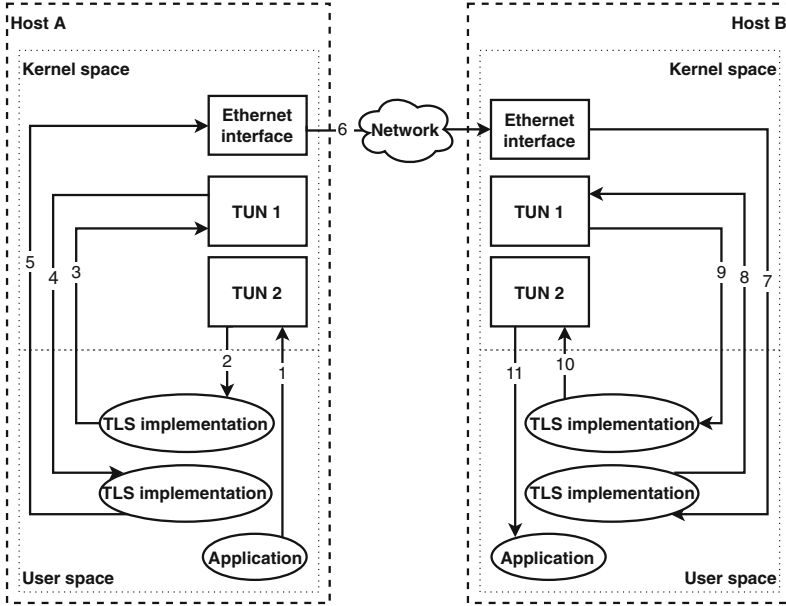 Host A
Host B
Kernel space
Kernel space
Ethernet
interface
6
Network
Ethernet
interface
TUN 1
TUN 1
5
4
3
9
8
7
TUN 2
TUN 2
2
1
11
10
TLS implementation
TLS implementation
TLS implementation
TLS implementation
Application
Application
User space
User space